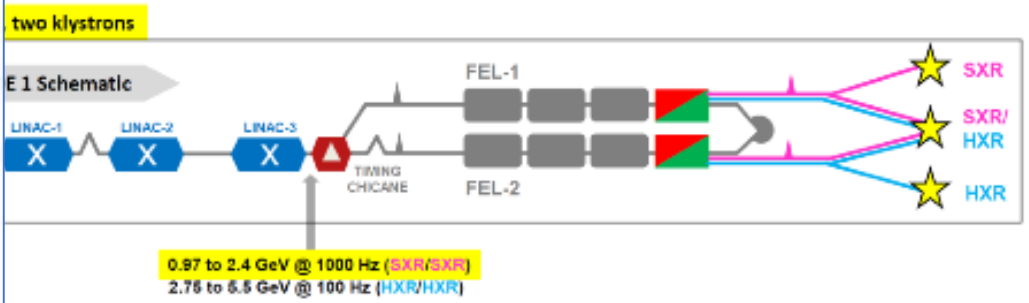 two klystrons
E 1 Schematic
FEL-1
SXR
LINAC-1 LINAC-2 LINAC-3
X X X
SXR/
HXR
TIMING
CHICANE
FEL-2
HXR
0.97 to 2.4 GeV @ 1000 Hz (SXR/SXR)
2.75 to 5.5 GeV @ 100 Hz (HXR/HXR)